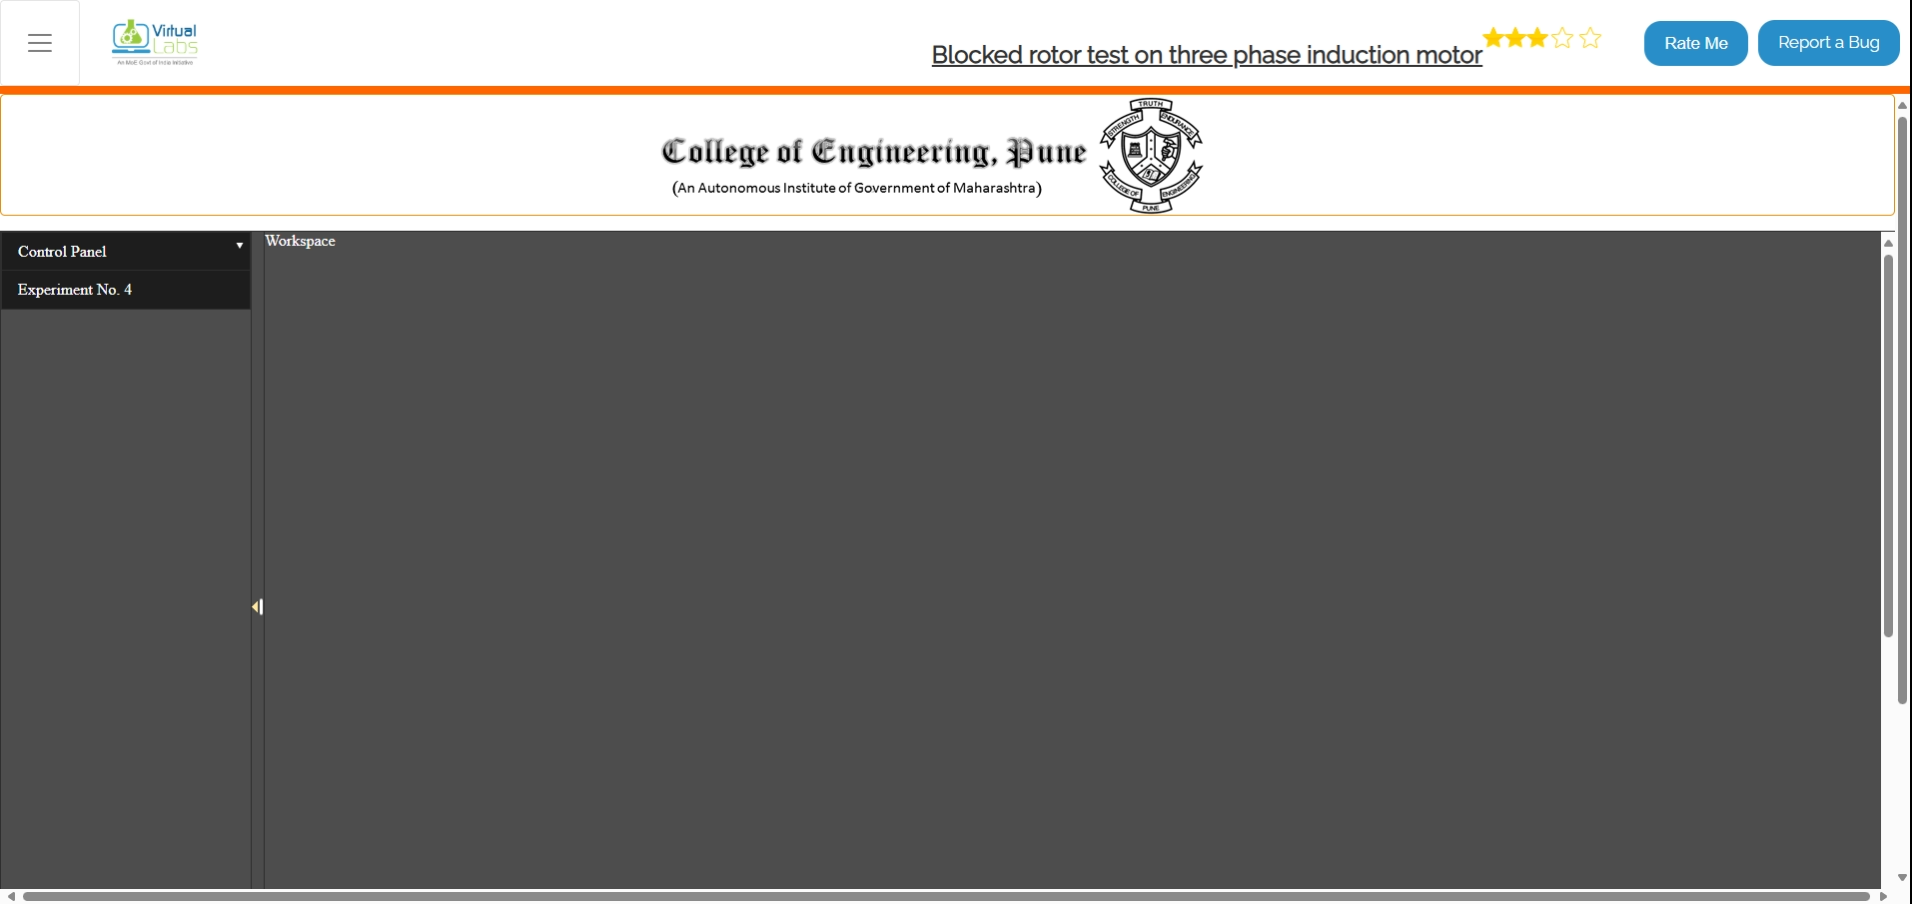 Virtual
Labs
An MoE Govt of India Initiative
Blocked rotor test on three phase induction motor
Rate Me
Report a Bug
College of Engineering, Pune
(An Autonomous Institute of Government of Maharashtra)
TRUTH
STRENGTH
ENDURANCE
COLLEGE OF
ENGINEERING
PUNE
Control Panel
Workspace
Experiment No. 4